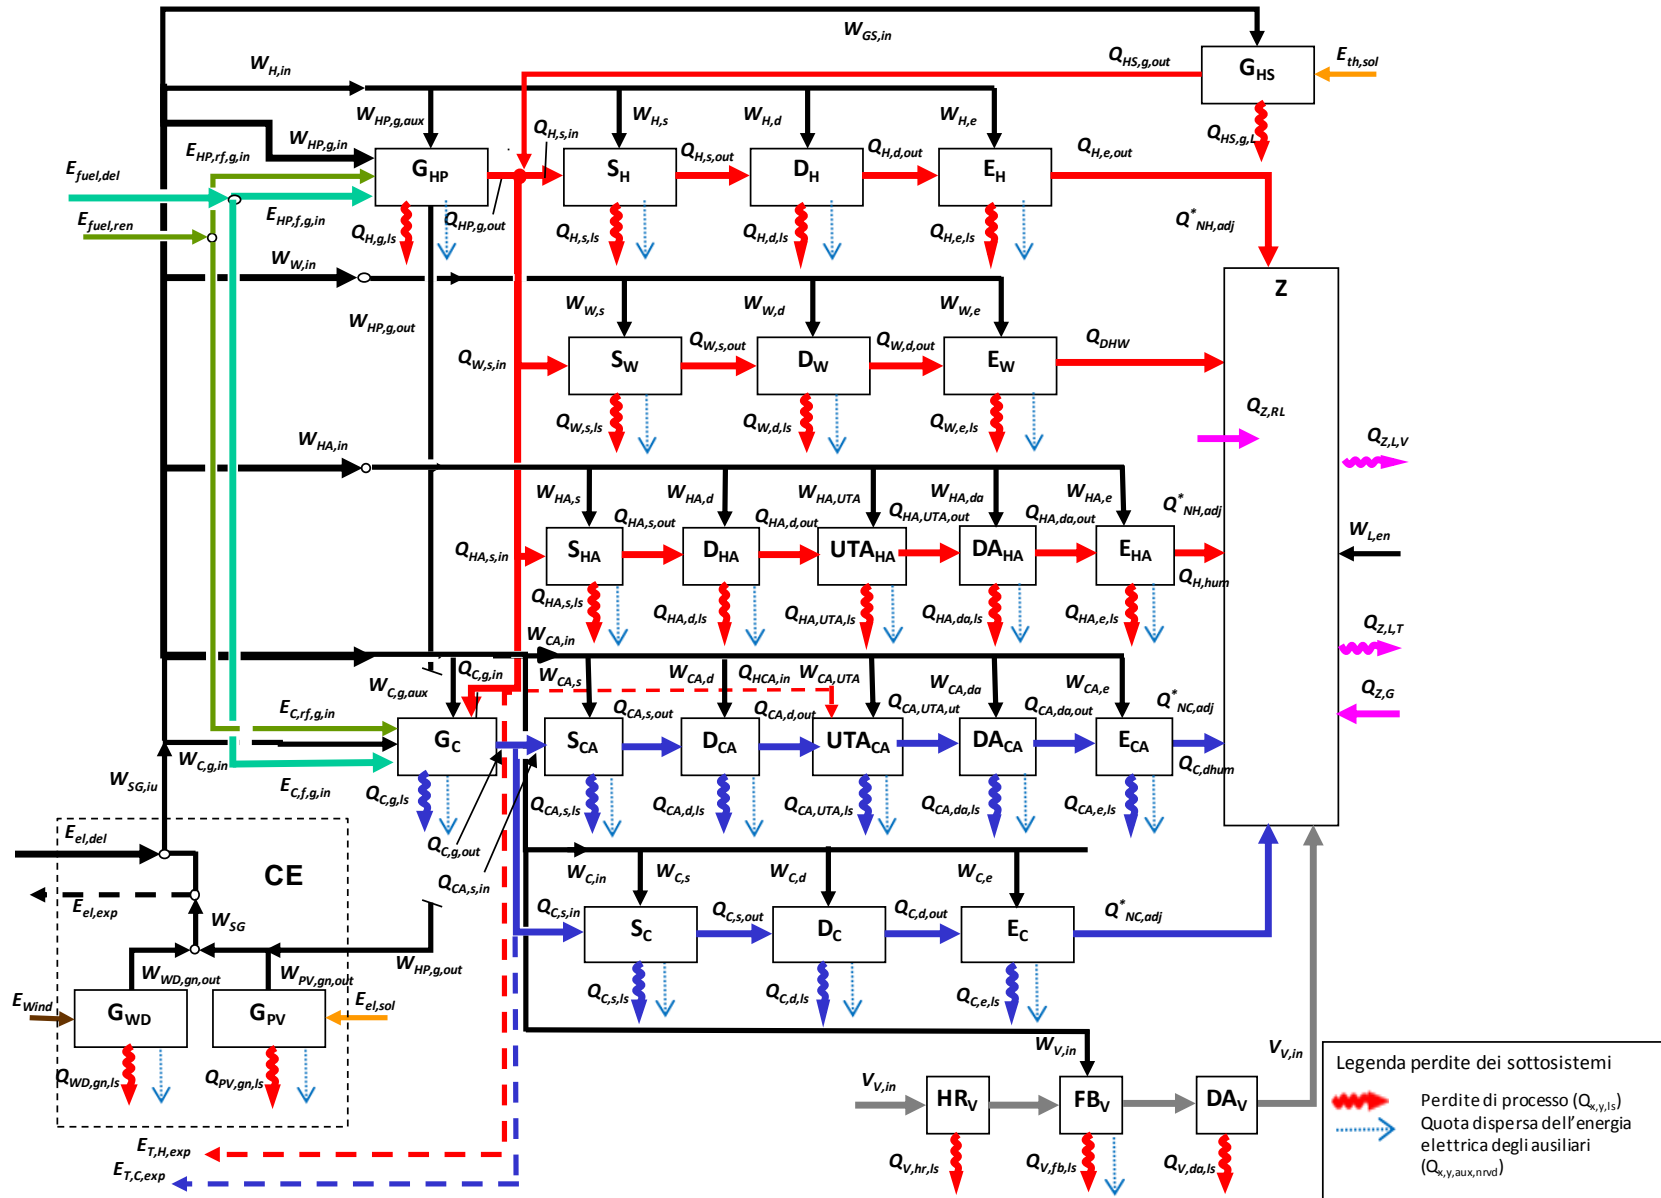 W_GS,in
Q_HS,g,out
G_HS
E_th,sol
W_H,in
W_HP,g,aux
Q_H,s,in
W_H,s
W_H,d
W_H,e
Q_HS,g,L
W_HP,g,in
E_HP,rf,g,in
E_fuel,del
G_HP
S_H
Q_H,s,out
D_H
Q_H,d,out
E_H
Q_H,e,out
E_HP,f,g,in
E_fuel,ren
Q_H,g,ls
Q_HP,g,out
Q_H,s,ls
Q_H,d,ls
Q_H,e,ls
Q*_NH,adj
W_W,in
W_HP,g,out
W_W,s
W_W,d
W_W,e
Z
Q_W,s,in
S_W
Q_W,s,out
D_W
Q_W,d,out
E_W
Q_DHW
Q_W,s,ls
Q_W,d,ls
Q_W,e,ls
Q_Z,RL
Q_Z,L,V
W_HA,in
W_HA,s
W_HA,d
W_HA,UTA
W_HA,da
W_HA,e
Q*_NH,adj
Q_HA,s,in
S_HA
Q_HA,s,out
D_HA
Q_HA,d,out
UTA_HA
Q_HA,UTA,out
DA_HA
Q_HA,da,out
E_HA
Q_H,hum
W_L,en
Q_HA,s,ls
Q_HA,d,ls
Q_HA,UTA,ls
Q_HA,da,ls
Q_HA,e,ls
W_CA,in
Q_Z,L,T
W_C,g,aux
Q_C,g,in
W_CA,s
W_CA,d
Q_HCA,in
W_CA,UTA
W_CA,da
W_CA,e
Q_Z,G
E_C,rf,g,in
G_C
S_CA
Q_CA,s,out
D_CA
Q_CA,d,out
UTA_CA
Q_CA,UTA,ut
DA_CA
Q_CA,da,out
E_CA
Q*_NC,adj
Q_C,dhum
W_C,g,in
W_SG,iu
E_C,f,g,in
Q_C,g,ls
Q_CA,s,ls
Q_CA,d,ls
Q_CA,UTA,ls
Q_CA,da,ls
Q_CA,e,ls
E_el,del
Q_C,g,out
CE
Q_CA,s,in
W_C,in
W_C,s
W_C,d
W_C,e
E_el,exp
W_SG
Q_C,s,in
S_C
Q_C,s,out
D_C
Q_C,d,out
E_C
Q*_NC,adj
W_HP,g,out
W_WD,gn,out
W_PV,gn,out
Q_C,s,ls
Q_C,d,ls
Q_C,e,ls
E_Wind
G_WD
G_PV
E_el,sol
Q_WD,gn,ls
Q_PV,gn,ls
W_V,in
V_V,in
V_V,in
HR_V
FB_V
DA_V
Q_V,hr,ls
Q_V,fb,ls
Q_V,da,ls
E_T,H,exp
E_T,C,exp
Legenda perdite dei sottosistemi
Perdite di processo (Q_x,y,ls)
Quota dispersa dell'energia
elettrica degli ausiliari
(Q_x,y,aux,nrvd)